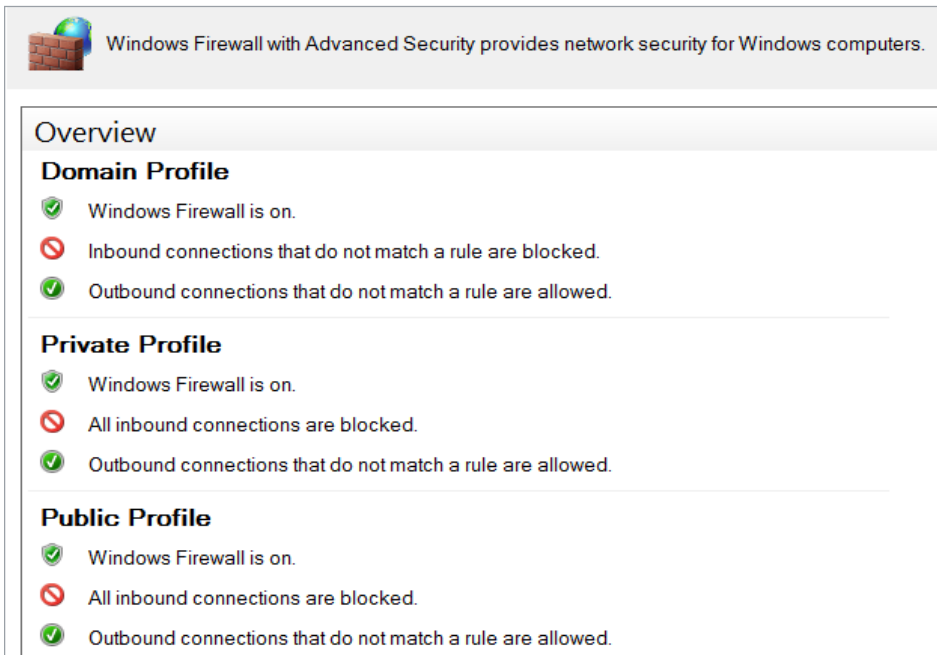 Windows Firewall with Advanced Security provides network security for Windows computers.
Overview
Domain Profile
Windows Firewall is on.
Inbound connections that do not match a rule are blocked.
Outbound connections that do not match a rule are allowed.
Private Profile
Windows Firewall is on.
All inbound connections are blocked.
Outbound connections that do not match a rule are allowed.
Public Profile
Windows Firewall is on.
All inbound connections are blocked.
Outbound connections that do not match a rule are allowed.